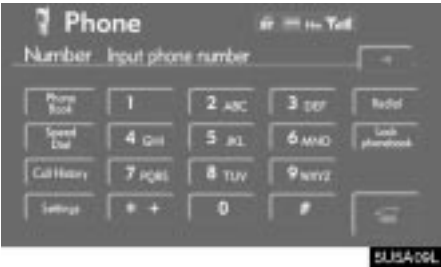 Phone
Number Input phone number
Phone Book
1
2 ABC
3 DEF
Redial
Speed Dial
4 GHI
5 JKL
6 MNO
Lock phonebook
Call History
7 PQRS
8 TUV
9 WXYZ
Settings
* +
0
#